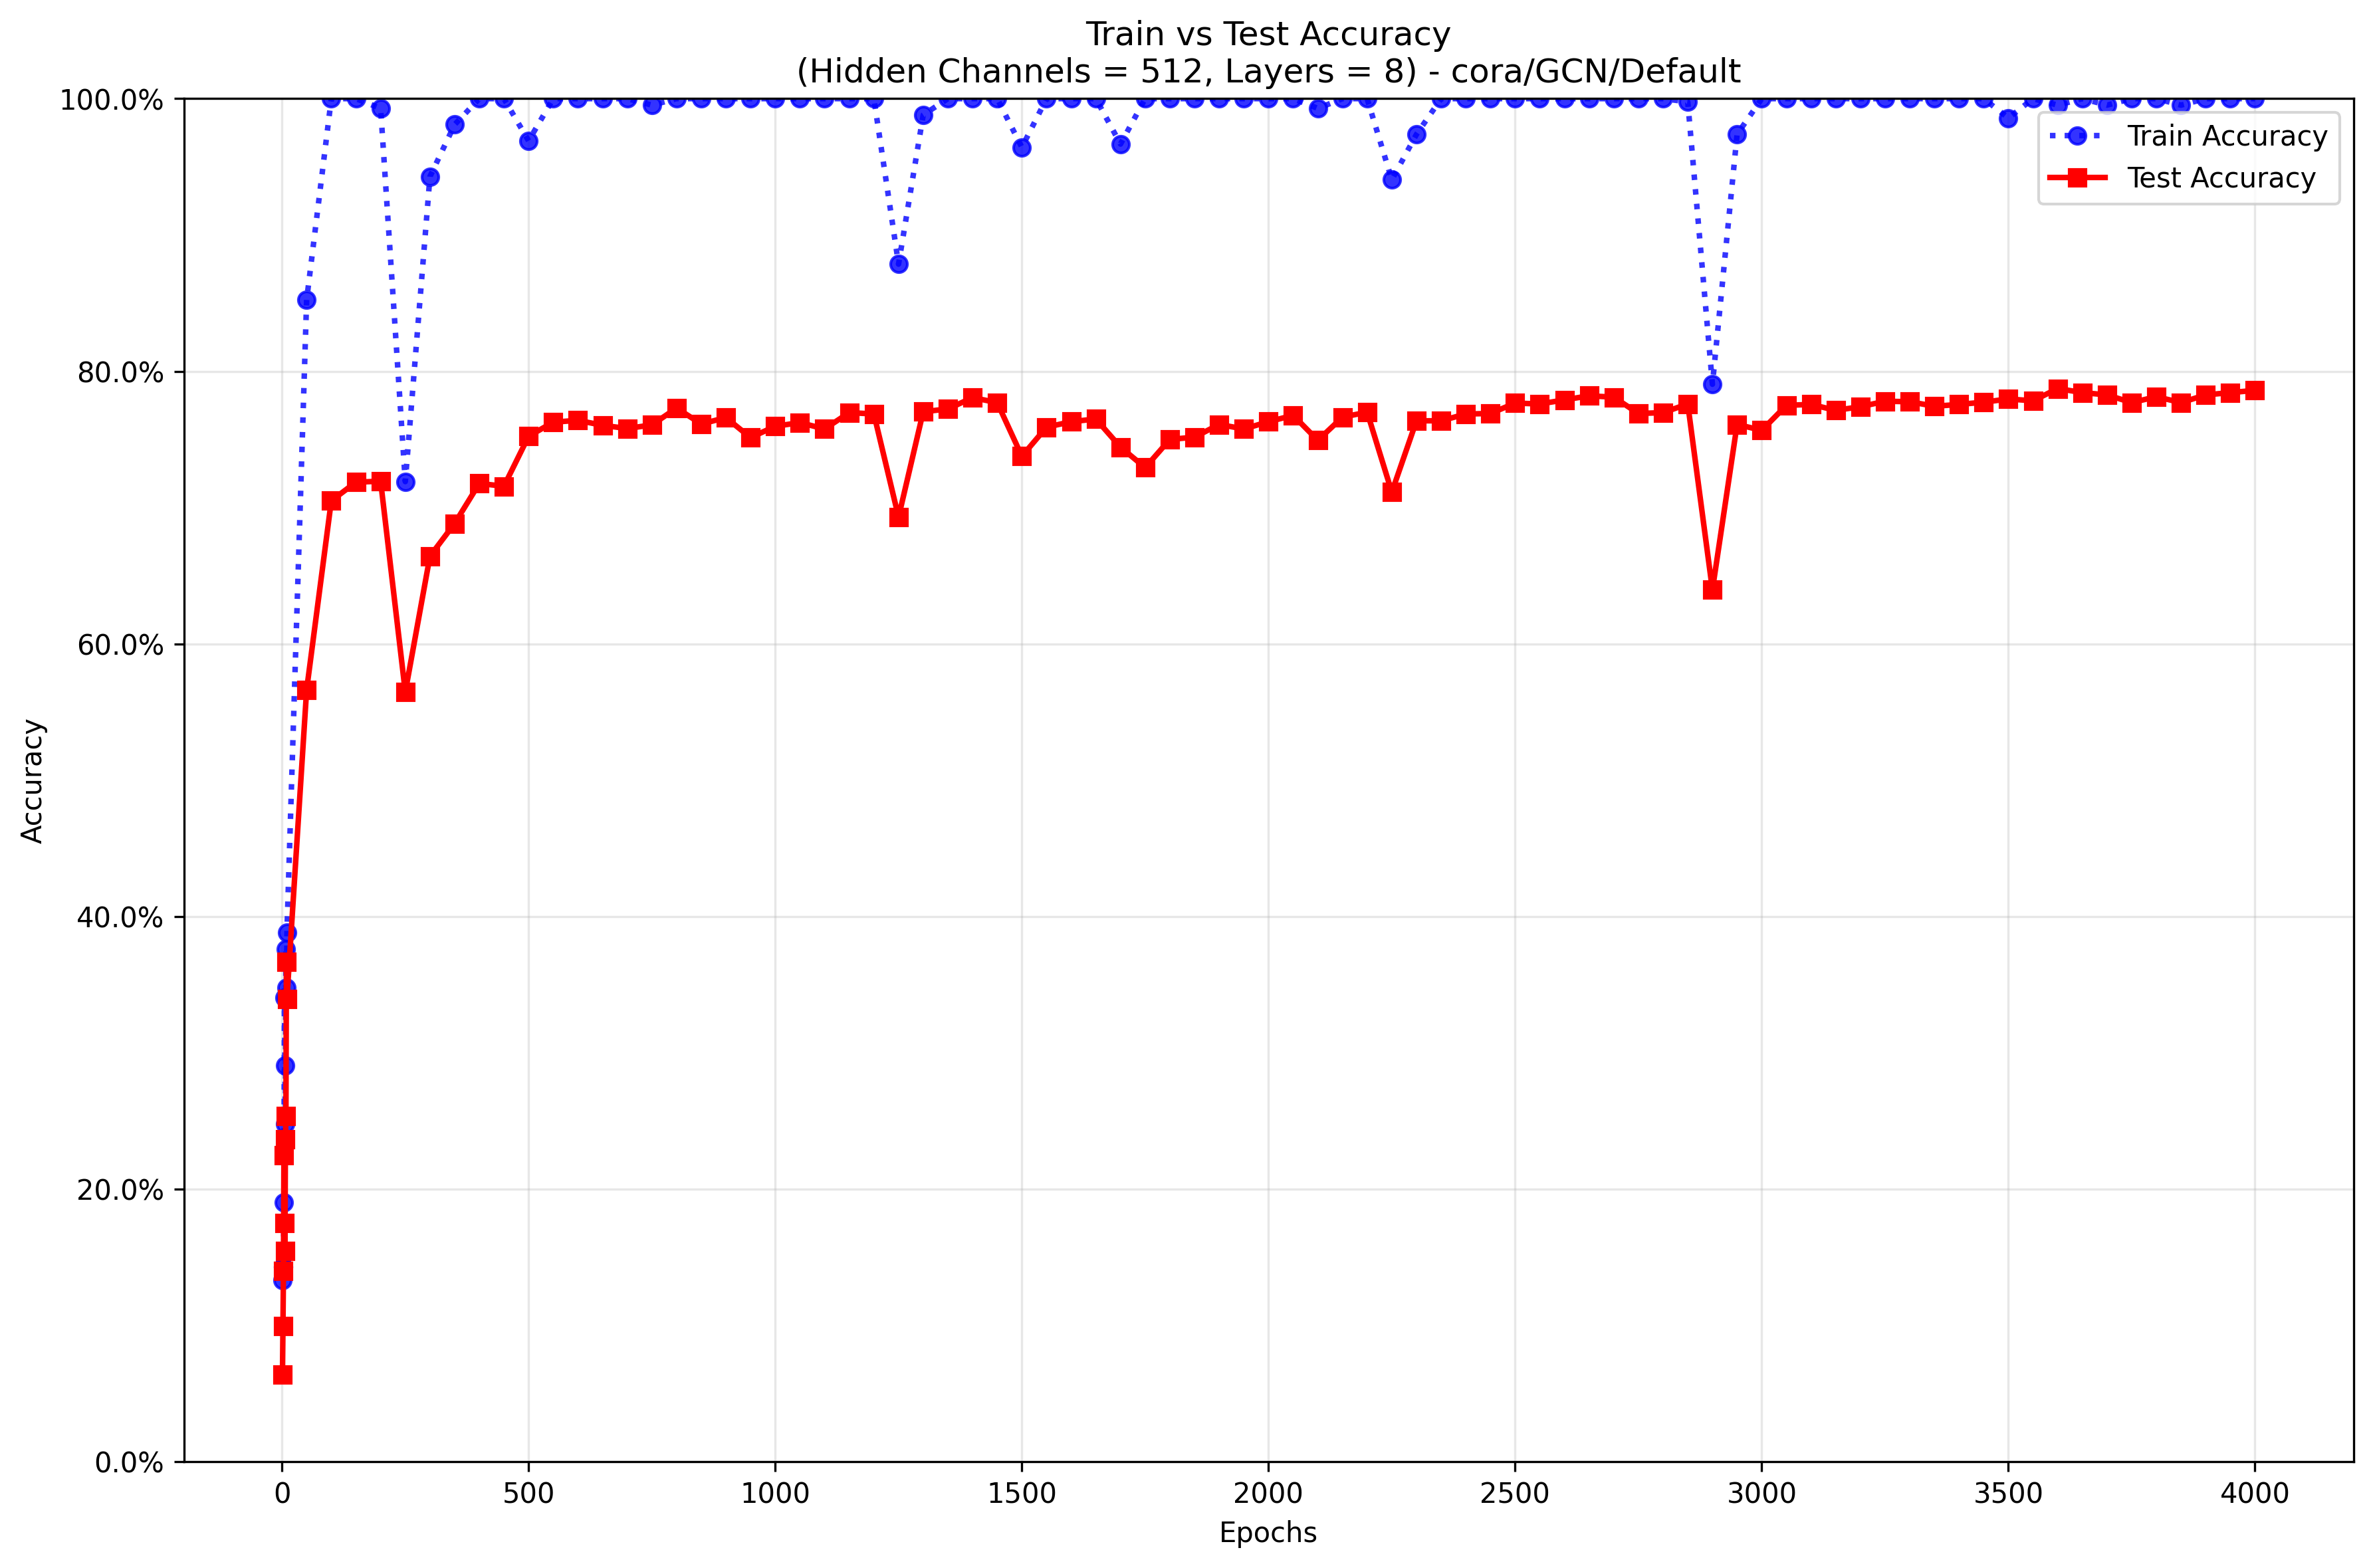 Train vs Test Accuracy
(Hidden Channels = 512, Layers = 8) - cora/GCN/Default
100.0%
80.0%
60.0%
40.0%
20.0%
0.0%
Accuracy
Train Accuracy
Test Accuracy
0 500 1000 1500 2000 2500 3000 3500 4000
Epochs